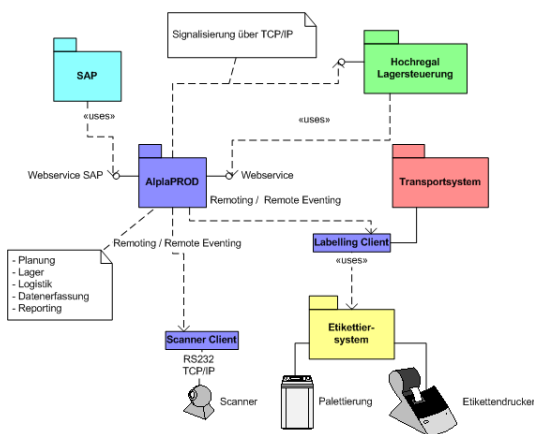 Signalisierung über TCP/IP
SAP
Hochregal
Lagersteuerung
«uses»
«uses»
Webservice SAP
AlplaPROD
Webservice
Transportsystem
Remoting / Remote Eventing
Labelling Client
Remoting / Remote Eventing
«uses»
- Planung
- Lager
- Logistik
- Datenerfassung
- Reporting
Etikettier-
system
Scanner Client
RS232
TCP/IP
Scanner
Palettierung
Etikettendrucker